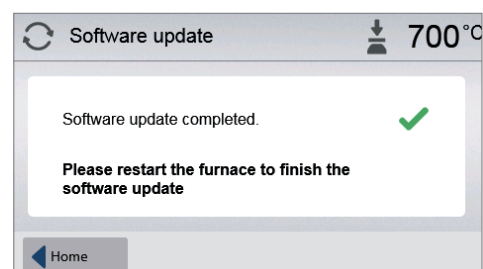 Software update
700°C
Software update completed.
Please restart the furnace to finish the
software update
Home